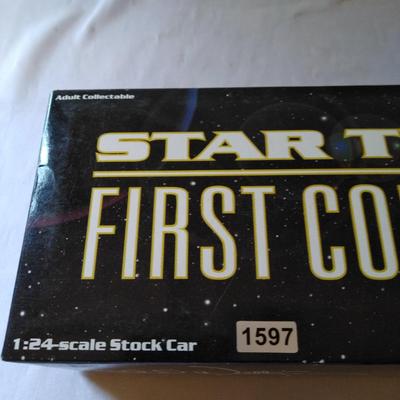 Adult Collectable
STAR T
FIRST CO
1:24-scale Stock Car
1597